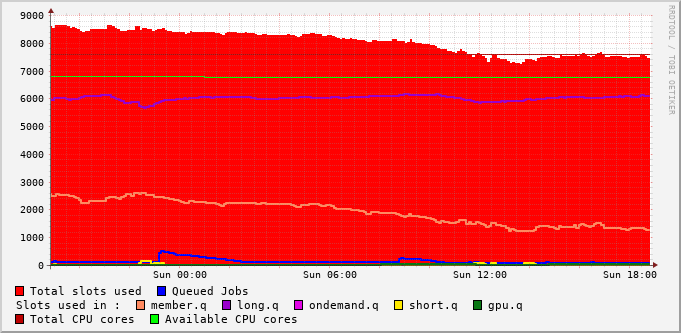 9000
8000
7000
6000
5000
4000
3000
2000
1000
0
Sun 00:00 Sun 06:00 Sun 12:00 Sun 18:00
RRDTOOL / TOBI OETIKER
Total slots used Queued Jobs
Slots used in : member.q long.q ondemand.q short.q gpu.q
Total CPU cores Available CPU cores